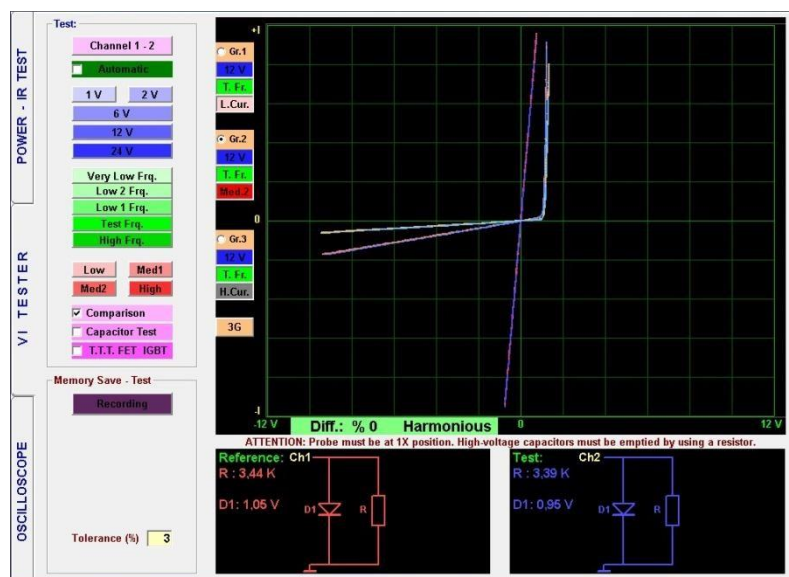 POWER - IR TEST
VI TESTER
OSCILLOSCOPE
Test:
Channel 1 - 2
Automatic
1 V
2 V
6 V
12 V
24 V
Very Low Frq.
Low 2 Frq.
Low 1 Frq.
Test Frq.
High Frq.
Low
Med1
Med2
High
Comparison
Capacitor Test
T.T.T. FET IGBT
Memory Save - Test
Recording
Tolerance (%) 3
Gr.1
12 V
T. Fr.
L.Cur.
Gr.2
12 V
T. Fr.
Med.2
Gr.3
12 V
T. Fr.
H.Cur.
3G
+1
0
-1
-12 V
Diff.: % 0 Harmonious
0
12 V
ATTENTION: Probe must be at 1X position. High-voltage capacitors must be emptied by using a resistor.
Reference: Ch1
R : 3,44 K
D1: 1,05 V
D1
R
Test: Ch2
R : 3,39 K
D1: 0,95 V
D1
R